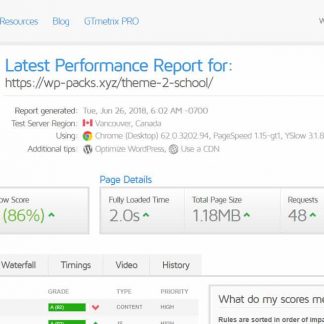 Resources Blog GTmetrix PRO W
Latest Performance Report for:
https://wp-packs.xyz/theme-2-school/
Report generated: Tue, Jun 26, 2018, 6:02 AM -0700
Test Server Region: Vancouver, Canada
Using: Chrome (Desktop) 62.0.3202.94, PageSpeed 1.15-gt1, YSlow 3.1.8
Additional tips: Optimize WordPress, Use a CDN
Page Details
ow Score Fully Loaded Time Total Page Size Requests
(86%) 2.0s 1.18MB 48
Waterfall Timings Video History
GRADE TYPE PRIORITY What do my scores me
CONTENT HIGH
HIGH Rules are sorted in order of impa